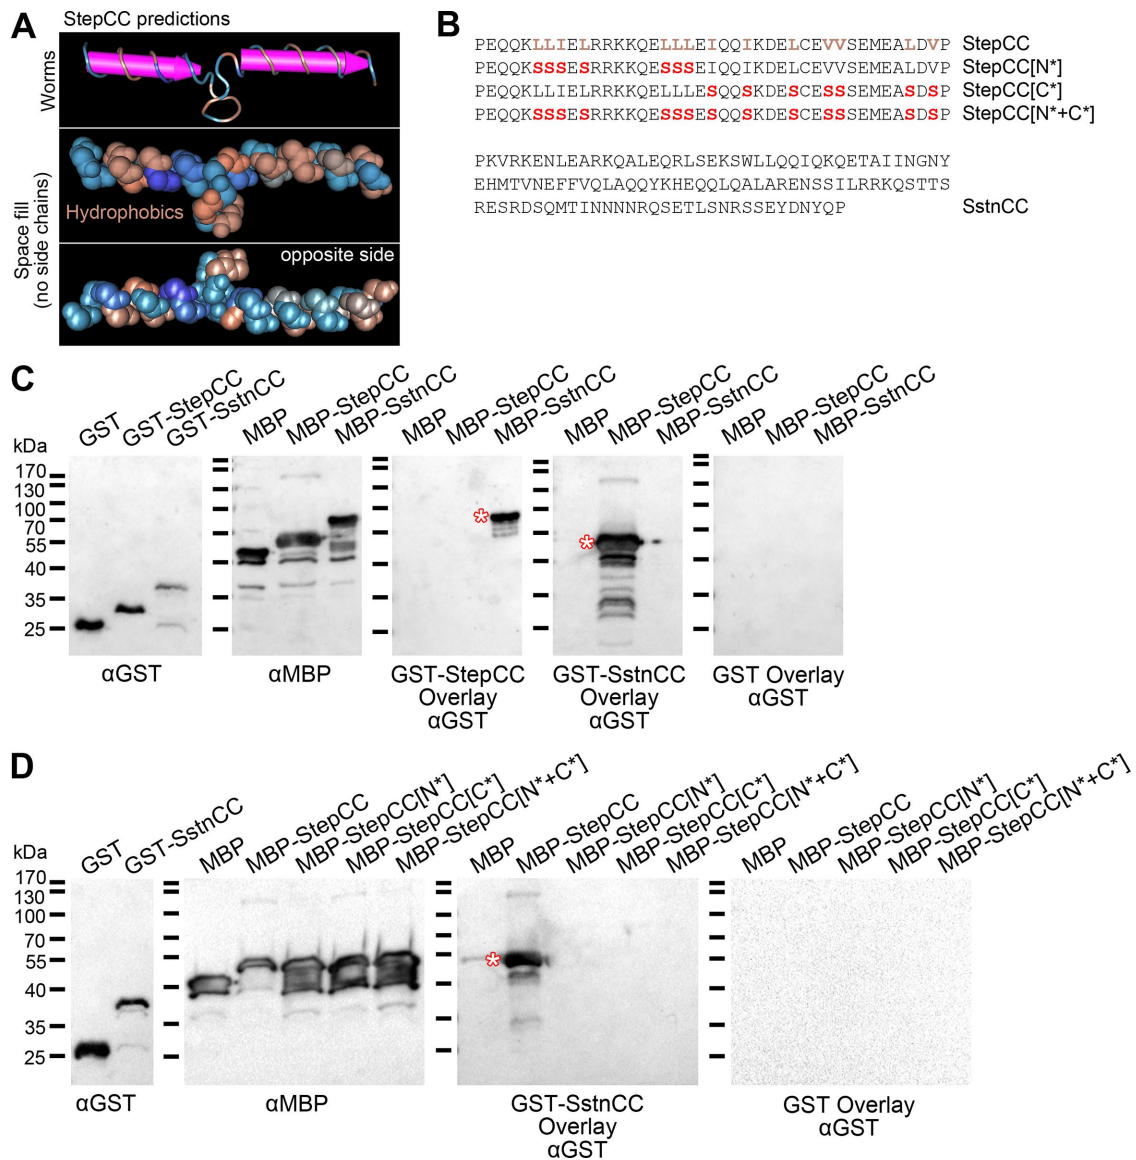 A
StepCC predictions
Worms
Space fill
(no side chains)
Hydrophobics
opposite side
B
PEQQKLLIELRRKKQELLLEIQQIKDELCEVVSEMEALDVP StepCC
PEQQKSSSESRRKKQESSSEIQQIKDELCEVVSEMEALDVP StepCC[N*]
PEQQKLLIELRRKKQELLLESQQSKDESCESSSEMEASDSP StepCC[C*]
PEQQKSSSESRRKKQESSSESQQSKDESCESSSEMEASDSP StepCC[N*+C*]
PKVRKENLEARKQALEQRLSEKSWLLQQIQKQETAIINGNY
EHMTVNEFFVQLAQQYKHEQQLQALARENSSILRRKQSTTS
RESRDSQMTINNNNRQSETLSNRSSEYDNYQP SstnCC
C
GST GST-StepCC GST-SstnCC MBP MBP-StepCC MBP-SstnCC MBP MBP-StepCC MBP-SstnCC MBP MBP-StepCC MBP-SstnCC MBP MBP-StepCC MBP-SstnCC
kDa
170
130
100
70
55
40
35
25
*
*
αGST
αMBP
GST-StepCC
Overlay
αGST
GST-SstnCC
Overlay
αGST
GST Overlay
αGST
D
GST GST-SstnCC MBP MBP-StepCC MBP-StepCC[N*] MBP-StepCC[C*] MBP-StepCC[N*+C*] MBP MBP-StepCC MBP-StepCC[N*] MBP-StepCC[C*] MBP-StepCC[N*+C*] MBP MBP-StepCC MBP-StepCC[N*] MBP-StepCC[C*] MBP-StepCC[N*+C*]
kDa
170
130
100
70
55
40
35
25
*
αGST
αMBP
GST-SstnCC
Overlay
αGST
GST Overlay
αGST